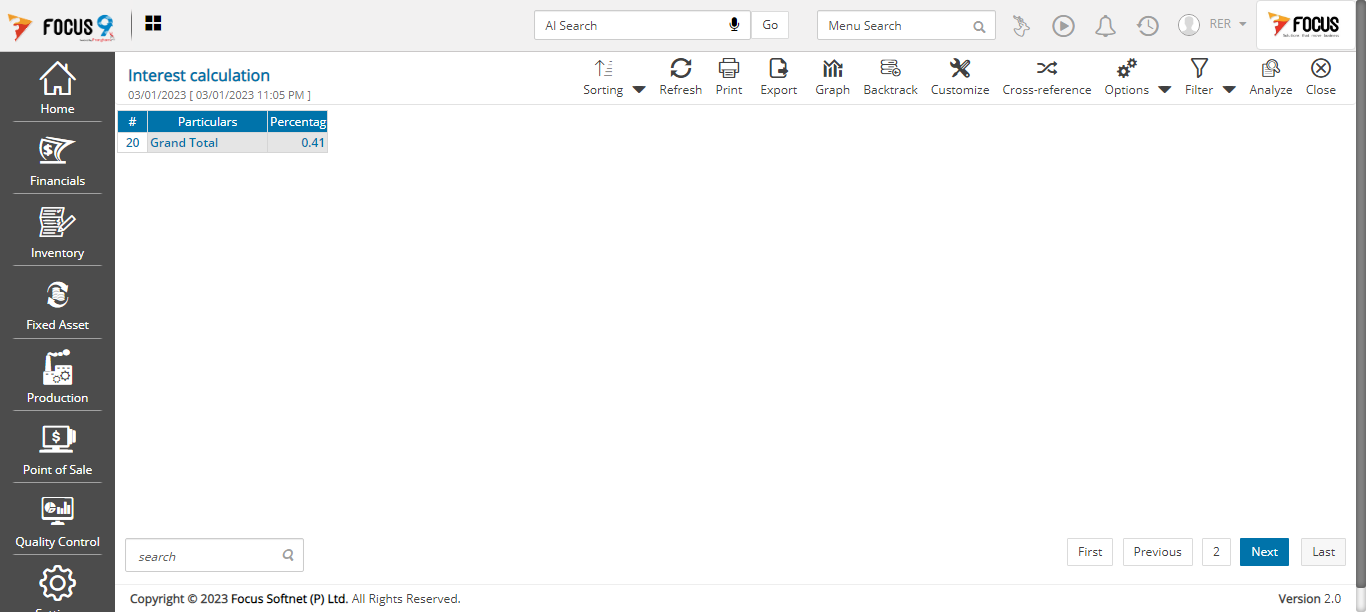 FOCUS 9
AI Search
Go
Menu Search
RER
FOCUS
Home
Financials
Inventory
Fixed Asset
Production
Point of Sale
Quality Control
Interest calculation
03/01/2023 [ 03/01/2023 11:05 PM ]
Sorting Refresh Print Export Graph Backtrack Customize Cross-reference Options Filter Analyze Close
# Particulars Percentag
20 Grand Total 0.41
search
First Previous 2 Next Last
Copyright © 2023 Focus Softnet (P) Ltd. All Rights Reserved.
Version 2.0